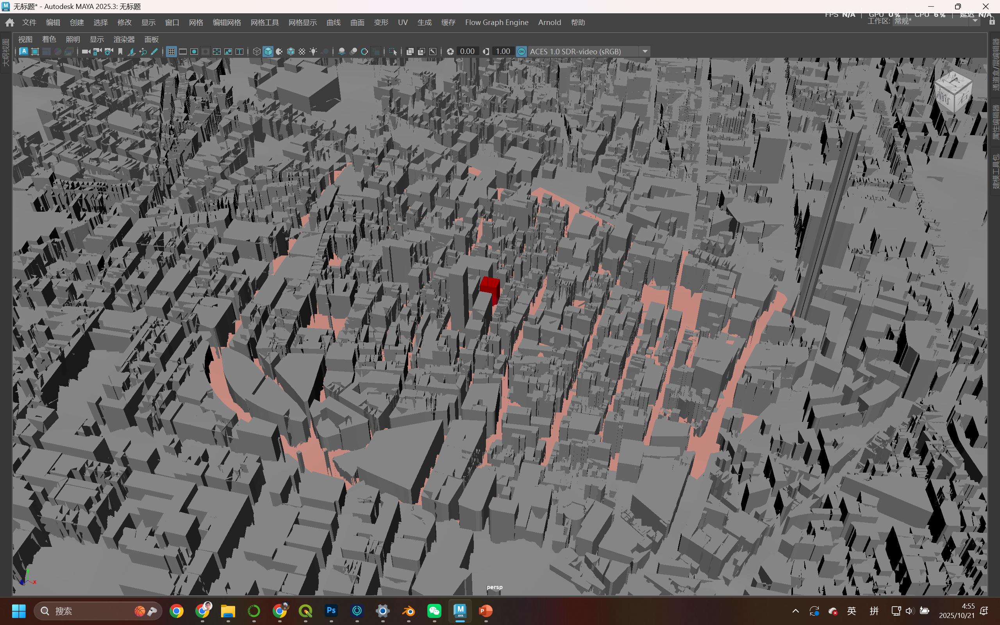 无标题* - Autodesk MAYA 2025.3: 无标题
FPS N/A GPU 0% CPU 6% 延迟 N/A
文件 编辑 创建 选择 修改 显示 窗口 网格 编辑网格 网格工具 网格显示 曲线 曲面 变形 UV 生成 缓存 Flow Graph Engine Arnold 帮助
工作区: 常规*
视图 着色 照明 显示 渲染器 面板
0.00 1.00 ON ACES 1.0 SDR-video (sRGB)
大纲视图
通道盒/层编辑器
属性编辑器
建模工具包
上
前 右
y
z x
persp
搜索
Ps
M
AYA
P
英 拼
4:55
2025/10/21